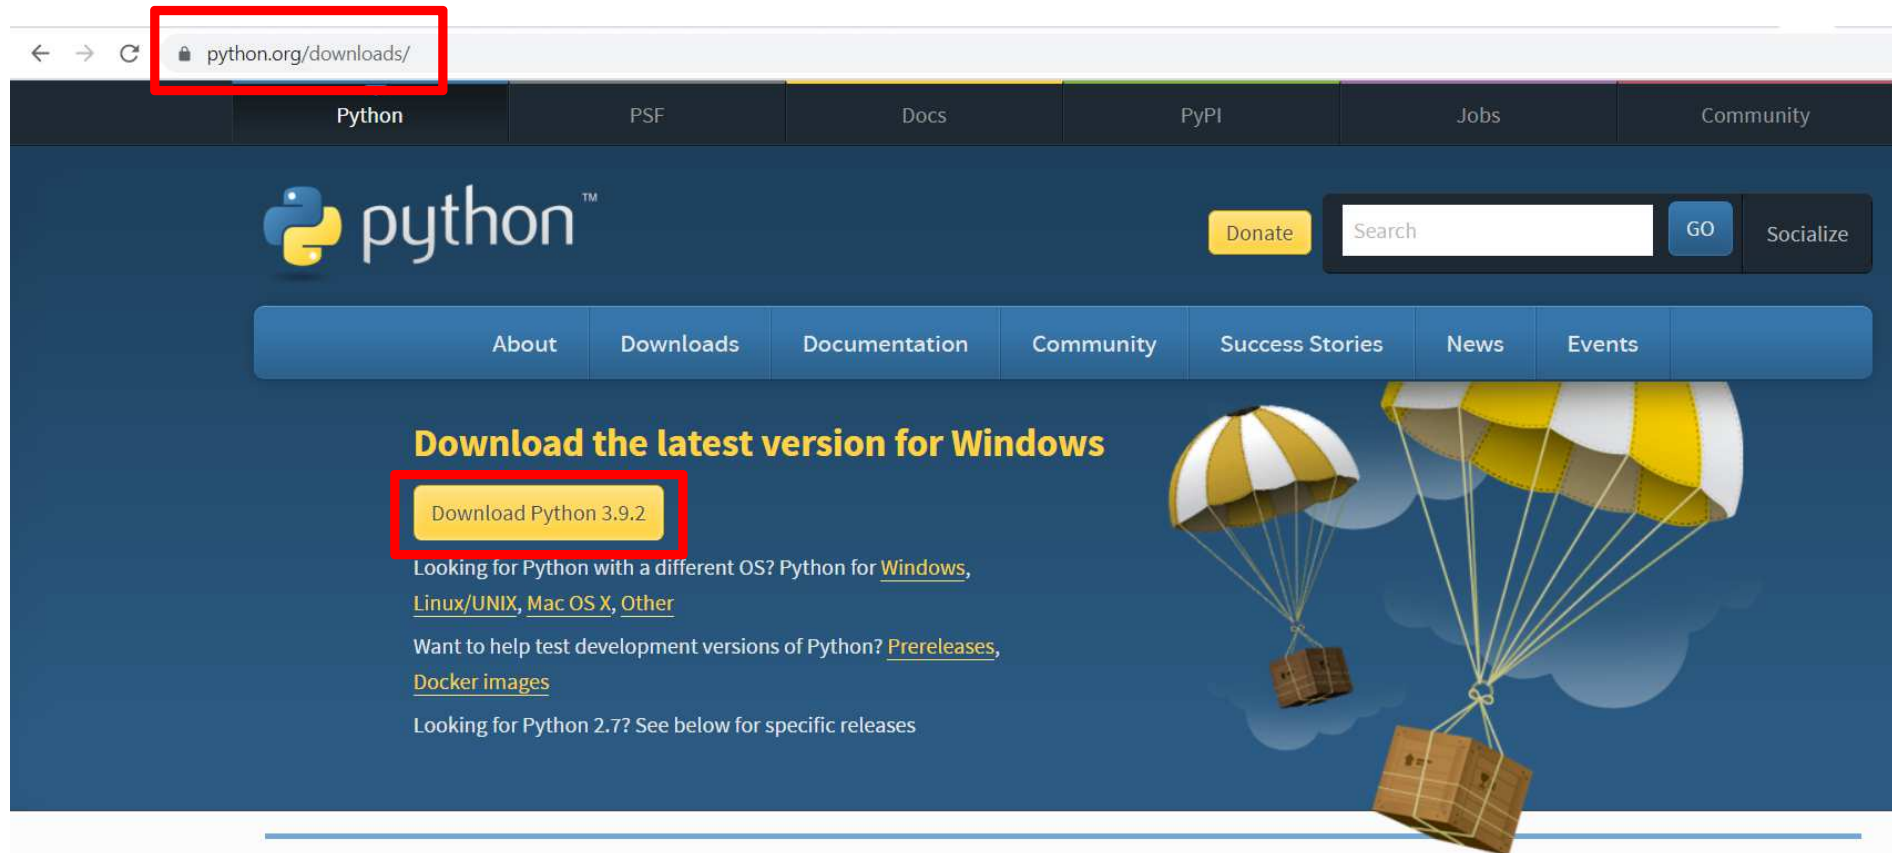 python.org/downloads/
Python PSF Docs PyPI Jobs Community
python™
Donate Search GO Socialize
About Downloads Documentation Community Success Stories News Events
Download the latest version for Windows
Download Python 3.9.2
Looking for Python with a different OS? Python for Windows,
Linux/UNIX, Mac OS X, Other
Want to help test development versions of Python? Prereleases,
Docker images
Looking for Python 2.7? See below for specific releases